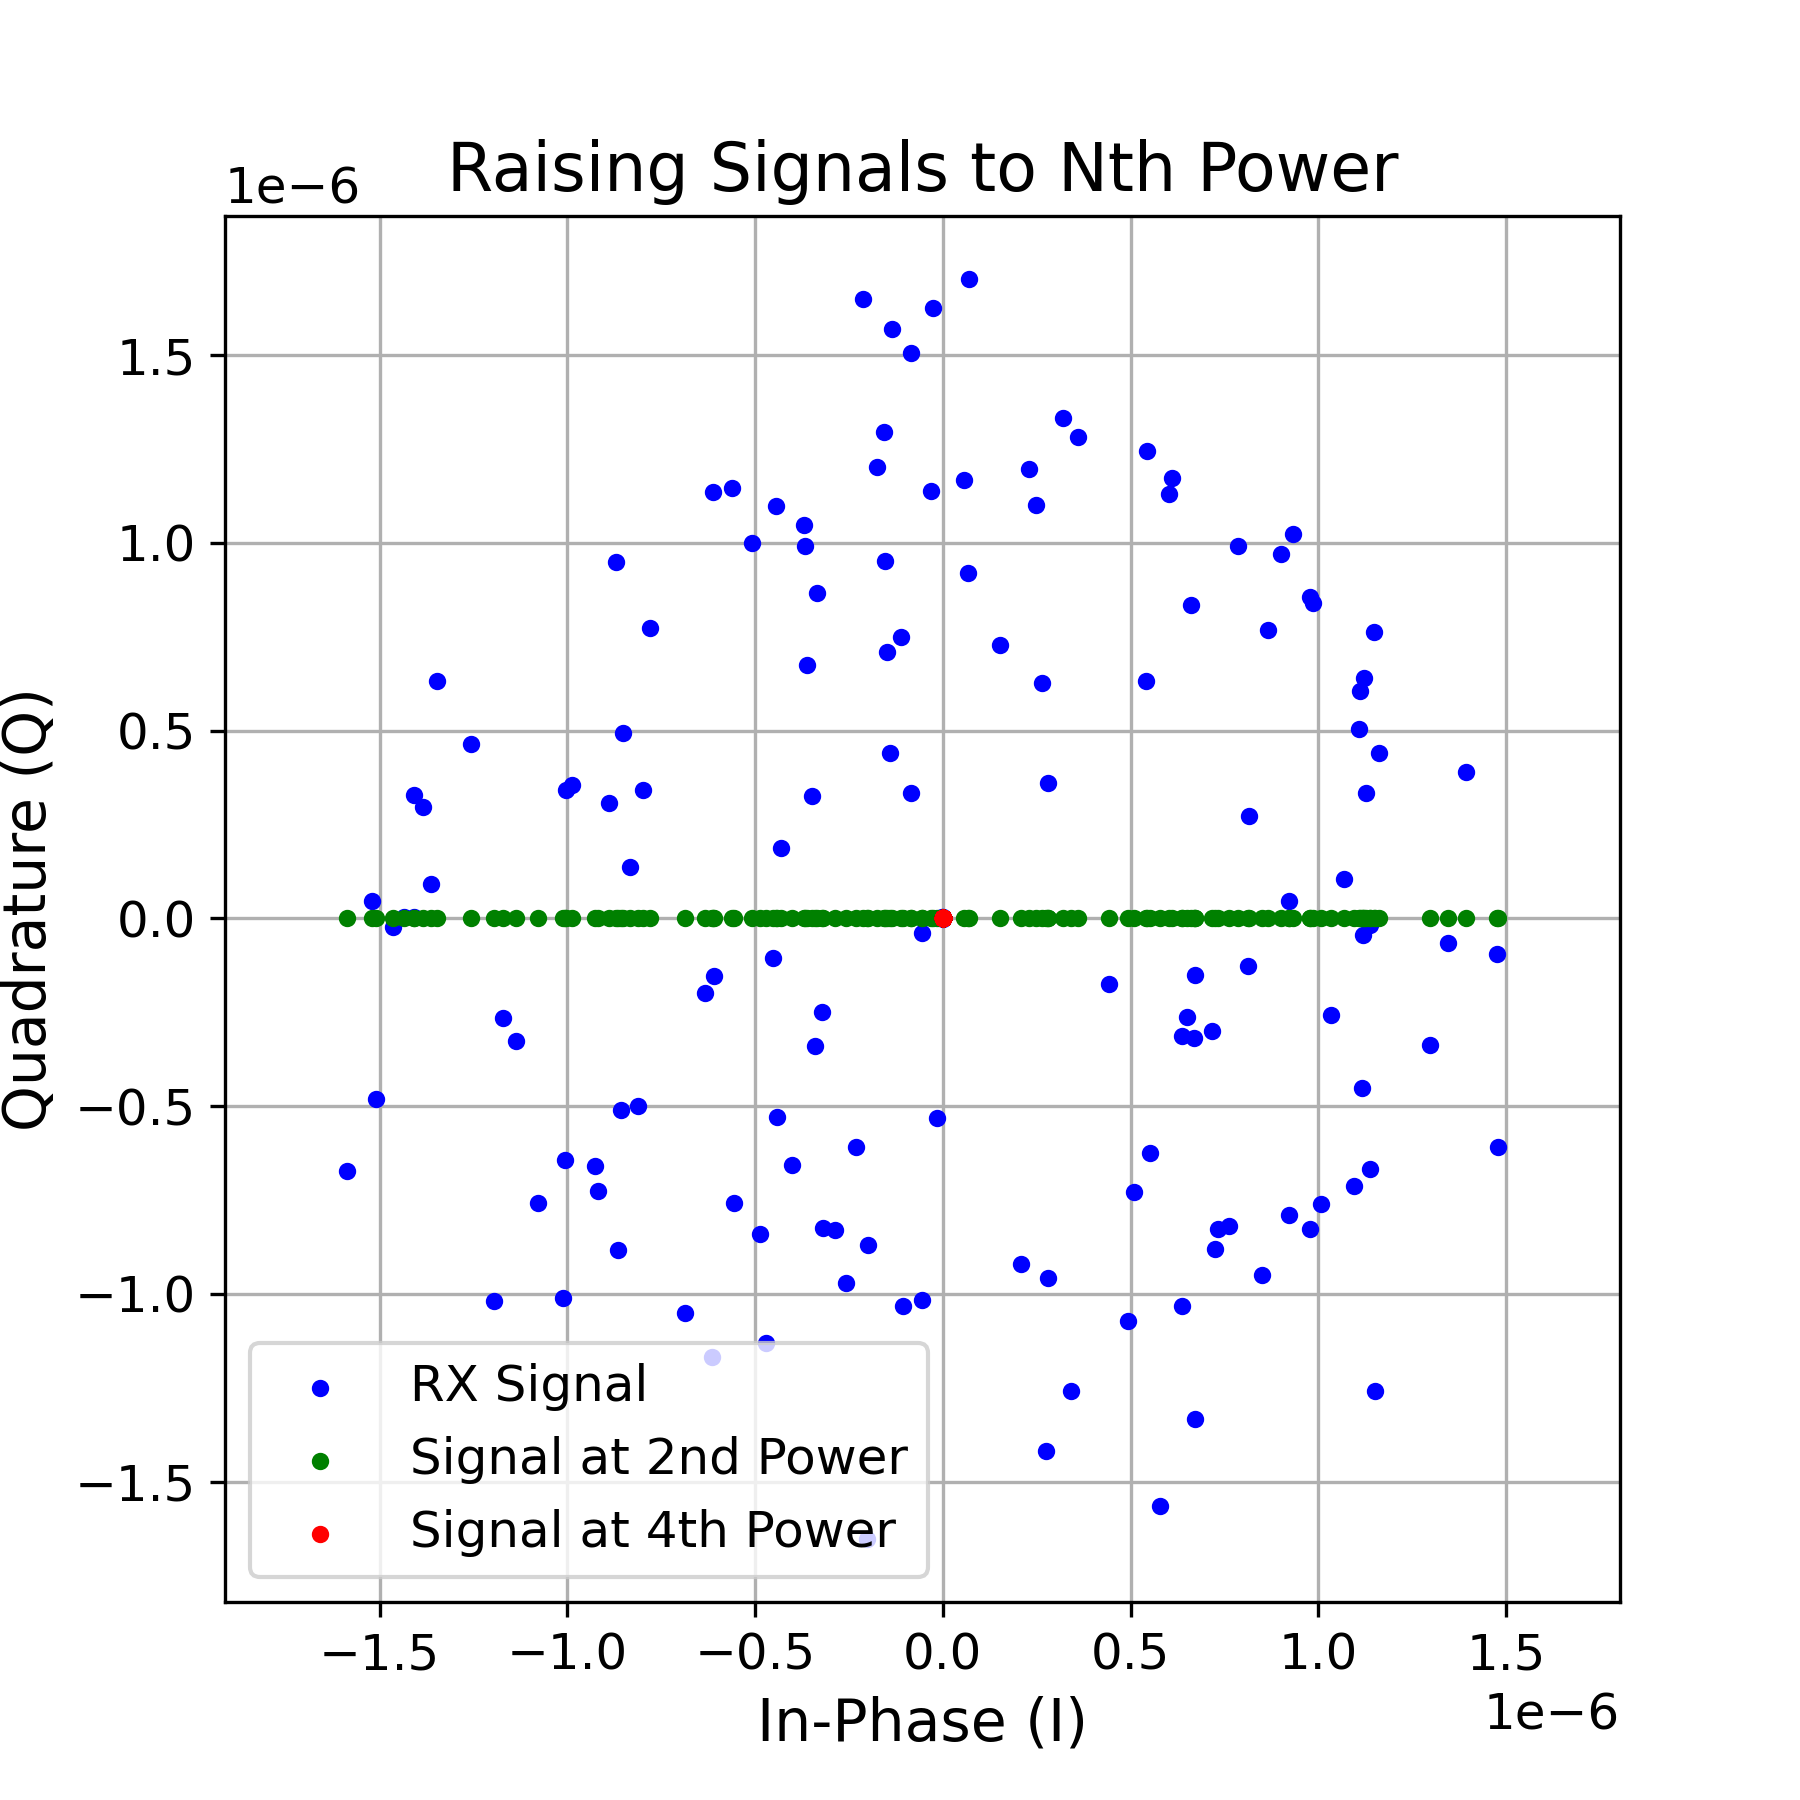 Raising Signals to Nth Power
1e−6
1.5
1.0
0.5
0.0
−0.5
−1.0
−1.5
Quadrature (Q)
RX Signal
Signal at 2nd Power
Signal at 4th Power
−1.5 −1.0 −0.5 0.0 0.5 1.0 1.5
1e−6
In-Phase (I)